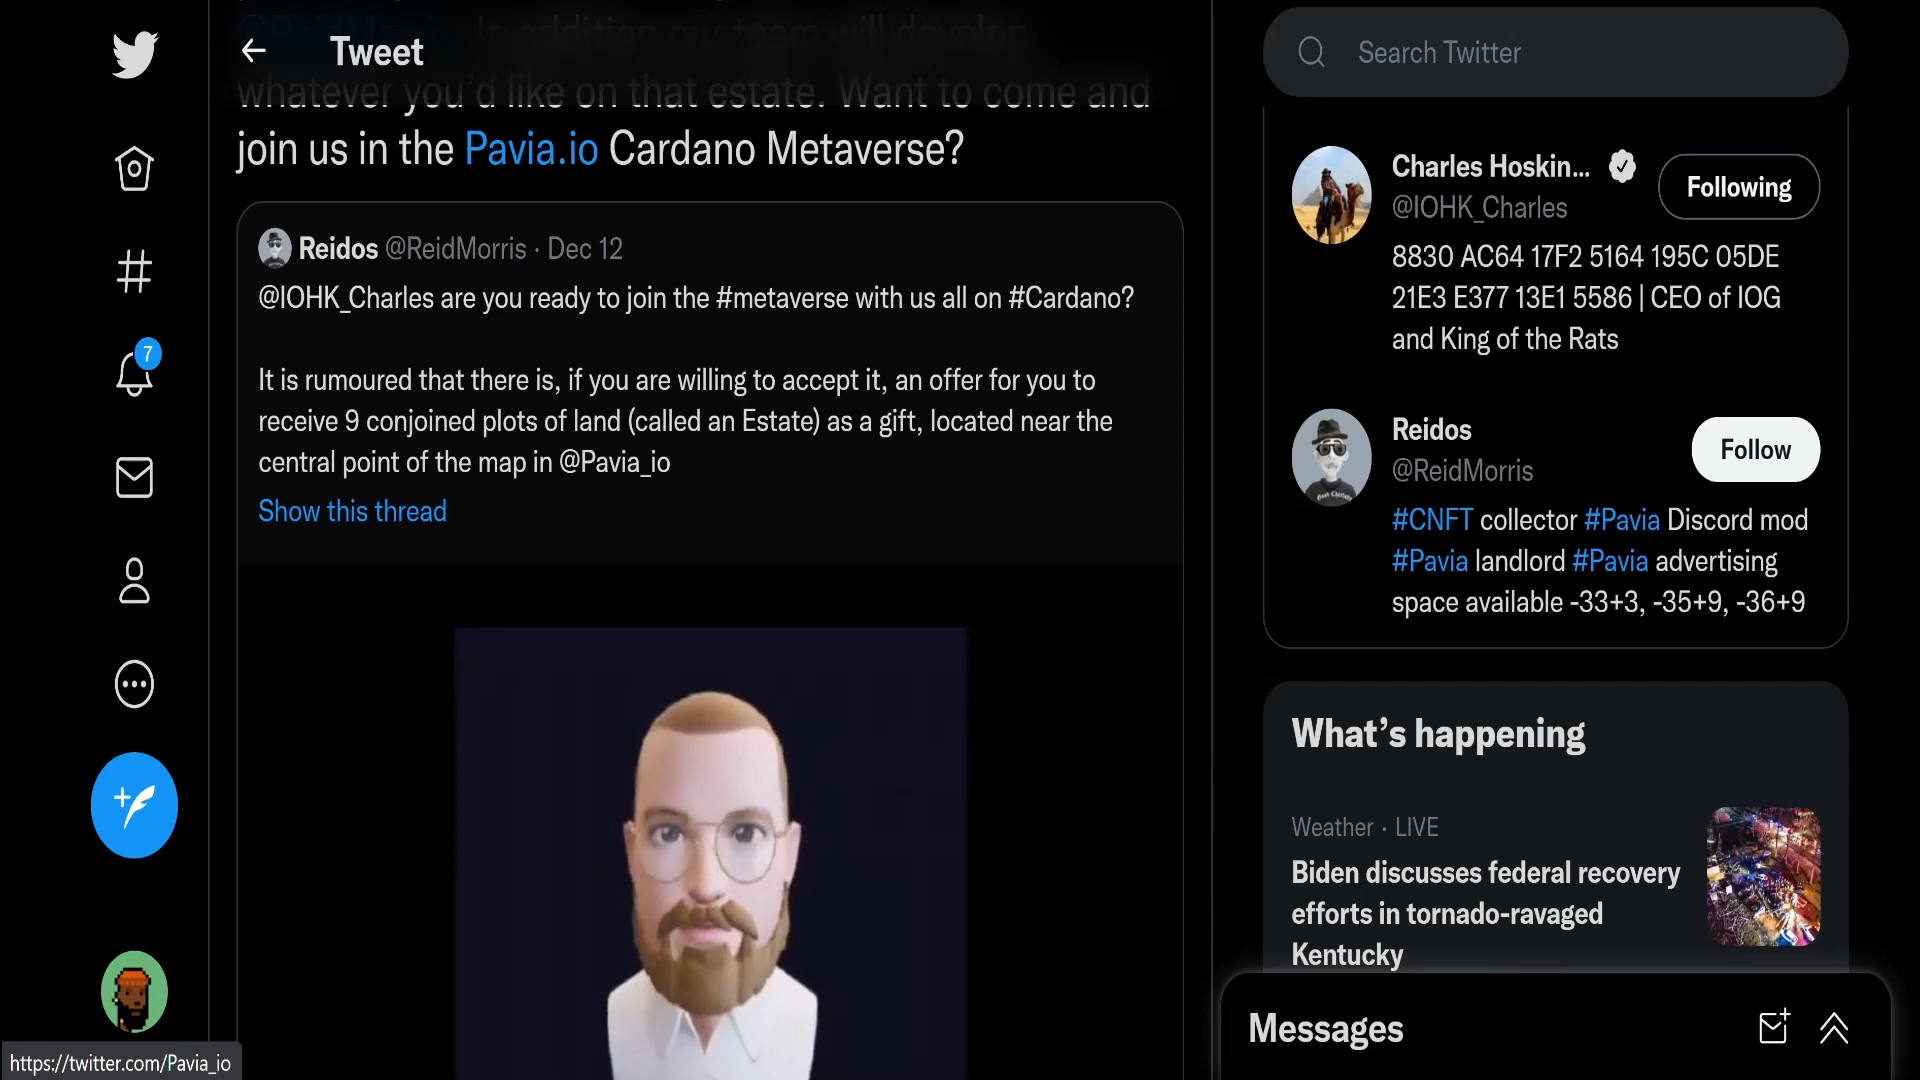 @ReidMorris. In addition our team will develop
Tweet
whatever you'd like on that estate. Want to come and
join us in the Pavia.io Cardano Metaverse?
Reidos @ReidMorris · Dec 12
@IOHK_Charles are you ready to join the #metaverse with us all on #Cardano?
It is rumoured that there is, if you are willing to accept it, an offer for you to
receive 9 conjoined plots of land (called an Estate) as a gift, located near the
central point of the map in @Pavia_io
Show this thread
7
https://twitter.com/Pavia_io
Search Twitter
Charles Hoskin...
Following
@IOHK_Charles
8830 AC64 17F2 5164 195C 05DE
21E3 E377 13E1 5586 | CEO of IOG
and King of the Rats
Reidos
Follow
@ReidMorris
#CNFT collector #Pavia Discord mod
#Pavia landlord #Pavia advertising
space available -33+3, -35+9, -36+9
What's happening
Weather · LIVE
Biden discusses federal recovery
efforts in tornado-ravaged
Kentucky
Messages